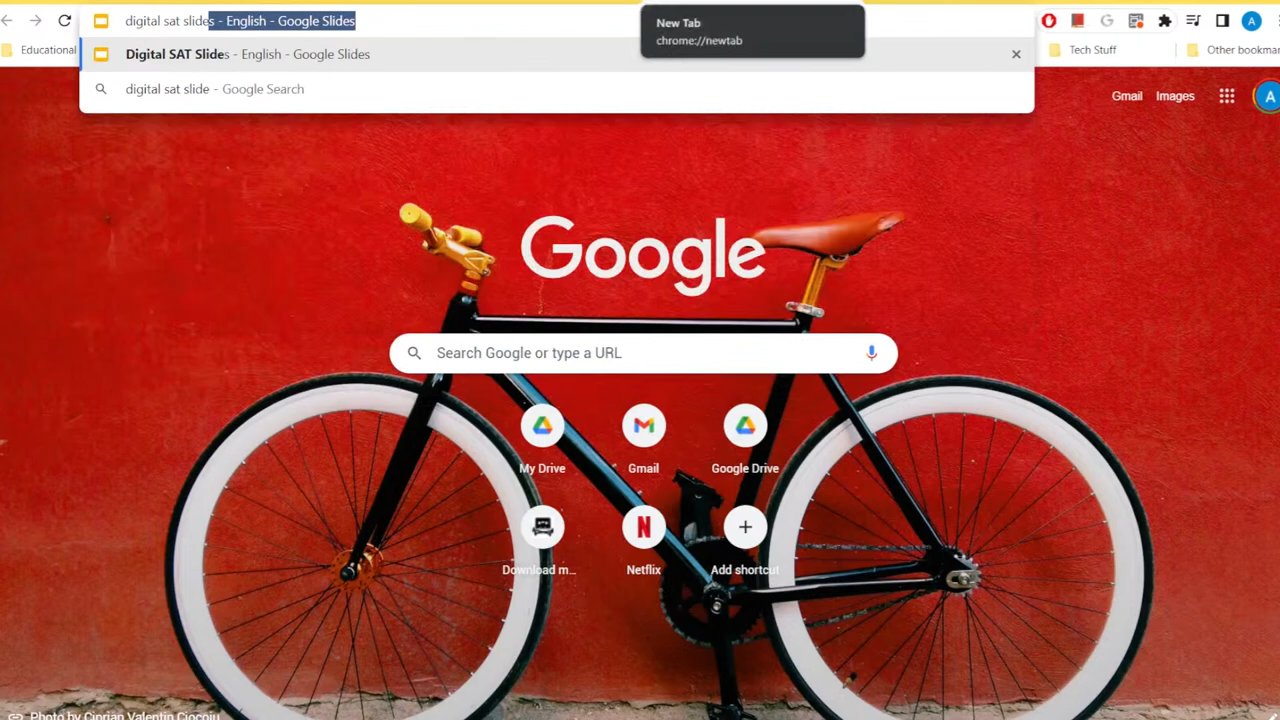 digital sat slides - English - Google Slides
New Tab
chrome://newtab
Educational
Digital SAT Slides - English - Google Slides
Tech Stuff
Other bookmar
digital sat slide - Google Search
Gmail
Images
A
A
Google
Search Google or type a URL
My Drive
Gmail
Google Drive
N
Download m...
Netflix
Add shortcut
Photo by Ciprian Valentin Ciocoiu